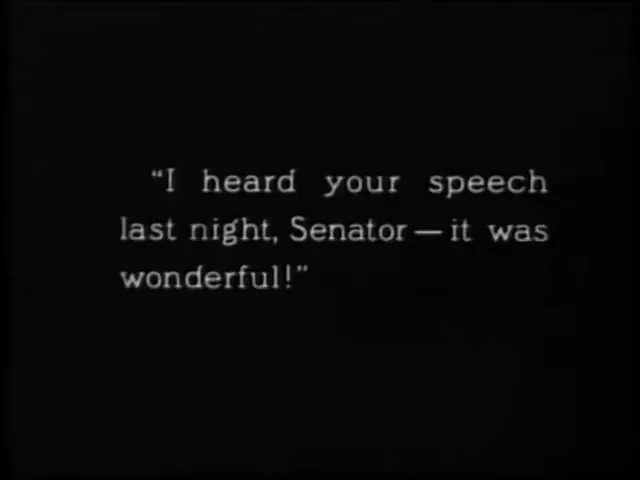 “I heard your speech
last night, Senator — it was
wonderful!”